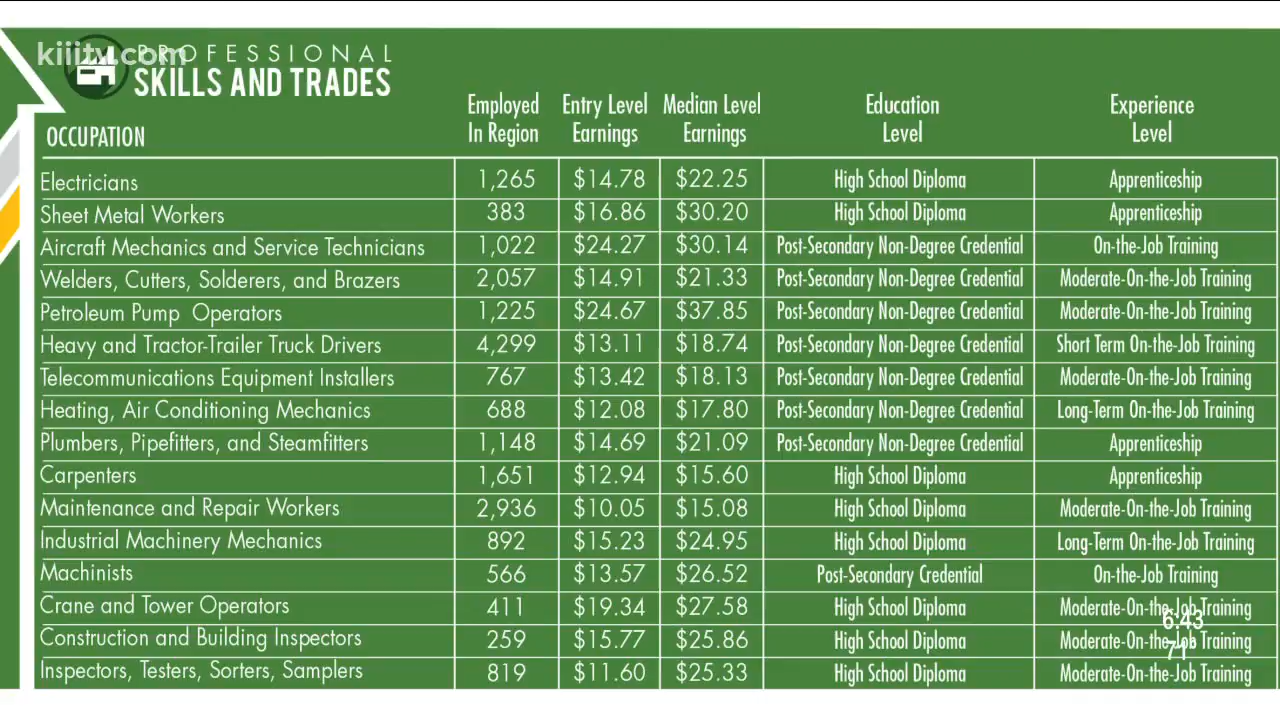 kiiitv.com
PROFESSIONAL
SKILLS AND TRADES
OCCUPATION Employed In Region Entry Level Earnings Median Level Earnings Education Level Experience Level
Electricians 1,265 $14.78 $22.25 High School Diploma Apprenticeship
Sheet Metal Workers 383 $16.86 $30.20 High School Diploma Apprenticeship
Aircraft Mechanics and Service Technicians 1,022 $24.27 $30.14 Post-Secondary Non-Degree Credential On-the-Job Training
Welders, Cutters, Solderers, and Brazers 2,057 $14.91 $21.33 Post-Secondary Non-Degree Credential Moderate-On-the-Job Training
Petroleum Pump Operators 1,225 $24.67 $37.85 Post-Secondary Non-Degree Credential Moderate-On-the-Job Training
Heavy and Tractor-Trailer Truck Drivers 4,299 $13.11 $18.74 Post-Secondary Non-Degree Credential Short Term On-the-Job Training
Telecommunications Equipment Installers 767 $13.42 $18.13 Post-Secondary Non-Degree Credential Moderate-On-the-Job Training
Heating, Air Conditioning Mechanics 688 $12.08 $17.80 Post-Secondary Non-Degree Credential Long-Term On-the-Job Training
Plumbers, Pipefitters, and Steamfitters 1,148 $14.69 $21.09 Post-Secondary Non-Degree Credential Apprenticeship
Carpenters 1,651 $12.94 $15.60 High School Diploma Apprenticeship
Maintenance and Repair Workers 2,936 $10.05 $15.08 High School Diploma Moderate-On-the-Job Training
Industrial Machinery Mechanics 892 $15.23 $24.95 High School Diploma Long-Term On-the-Job Training
Machinists 566 $13.57 $26.52 Post-Secondary Credential On-the-Job Training
Crane and Tower Operators 411 $19.34 $27.58 High School Diploma Moderate-On-the-Job Training
6:43
Construction and Building Inspectors 259 $15.77 $25.86 High School Diploma Moderate-On-the-Job Training
71°
Inspectors, Testers, Sorters, Samplers 819 $11.60 $25.33 High School Diploma Moderate-On-the-Job Training